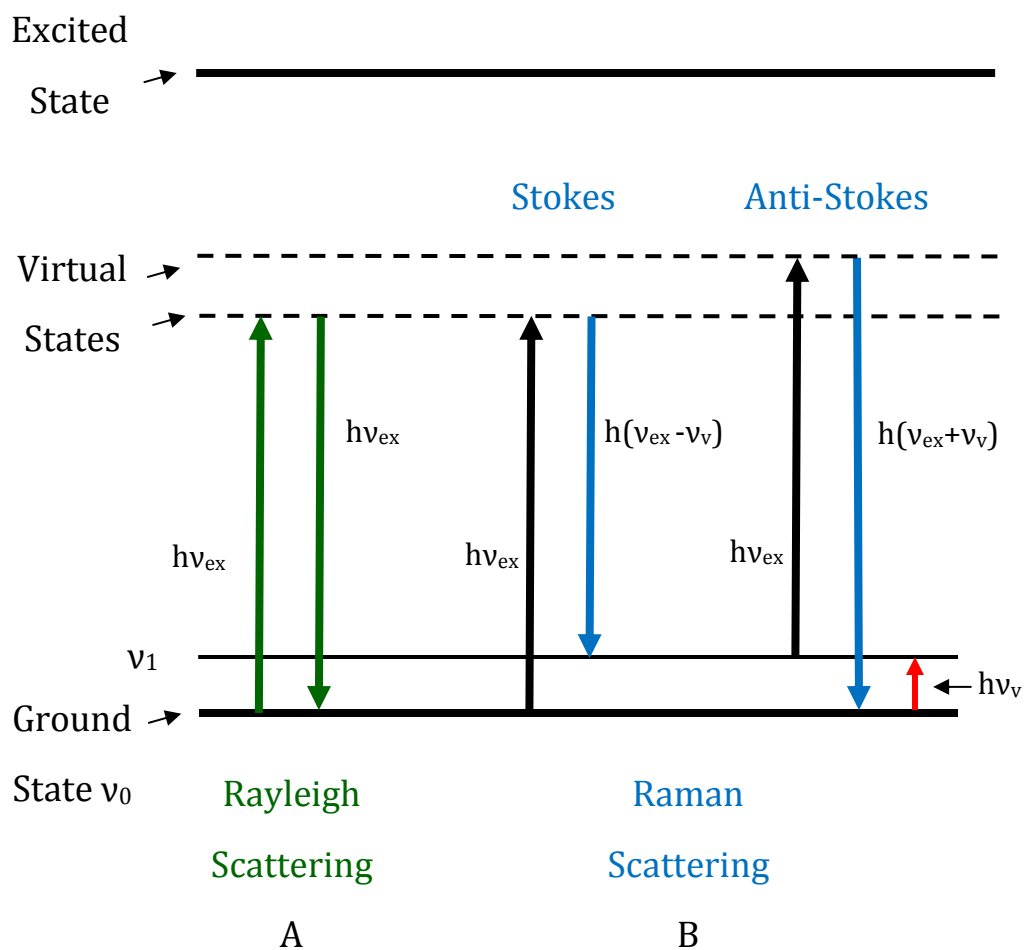 Excited
State
Stokes Anti-Stokes
Virtual
States
hνₑₓ h(νₑₓ -νᵥ) h(νₑₓ+νᵥ)
hνₑₓ hνₑₓ hνₑₓ
ν₁
hνᵥ
Ground
State ν₀
Rayleigh Raman
Scattering Scattering
A B